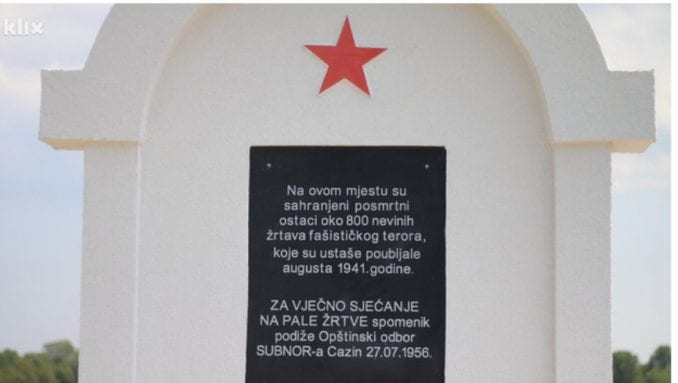 klix
Na ovom mjestu su
sahranjeni posmrtni
ostaci oko 800 nevinih
žrtava fašističkog terora,
koje su ustaše poubijale
augusta 1941.godine.
ZA VJEČNO SJEĆANJE
NA PALE ŽRTVE spomenik
podiže Opštinski odbor
SUBNOR-a Cazin 27.07.1956.